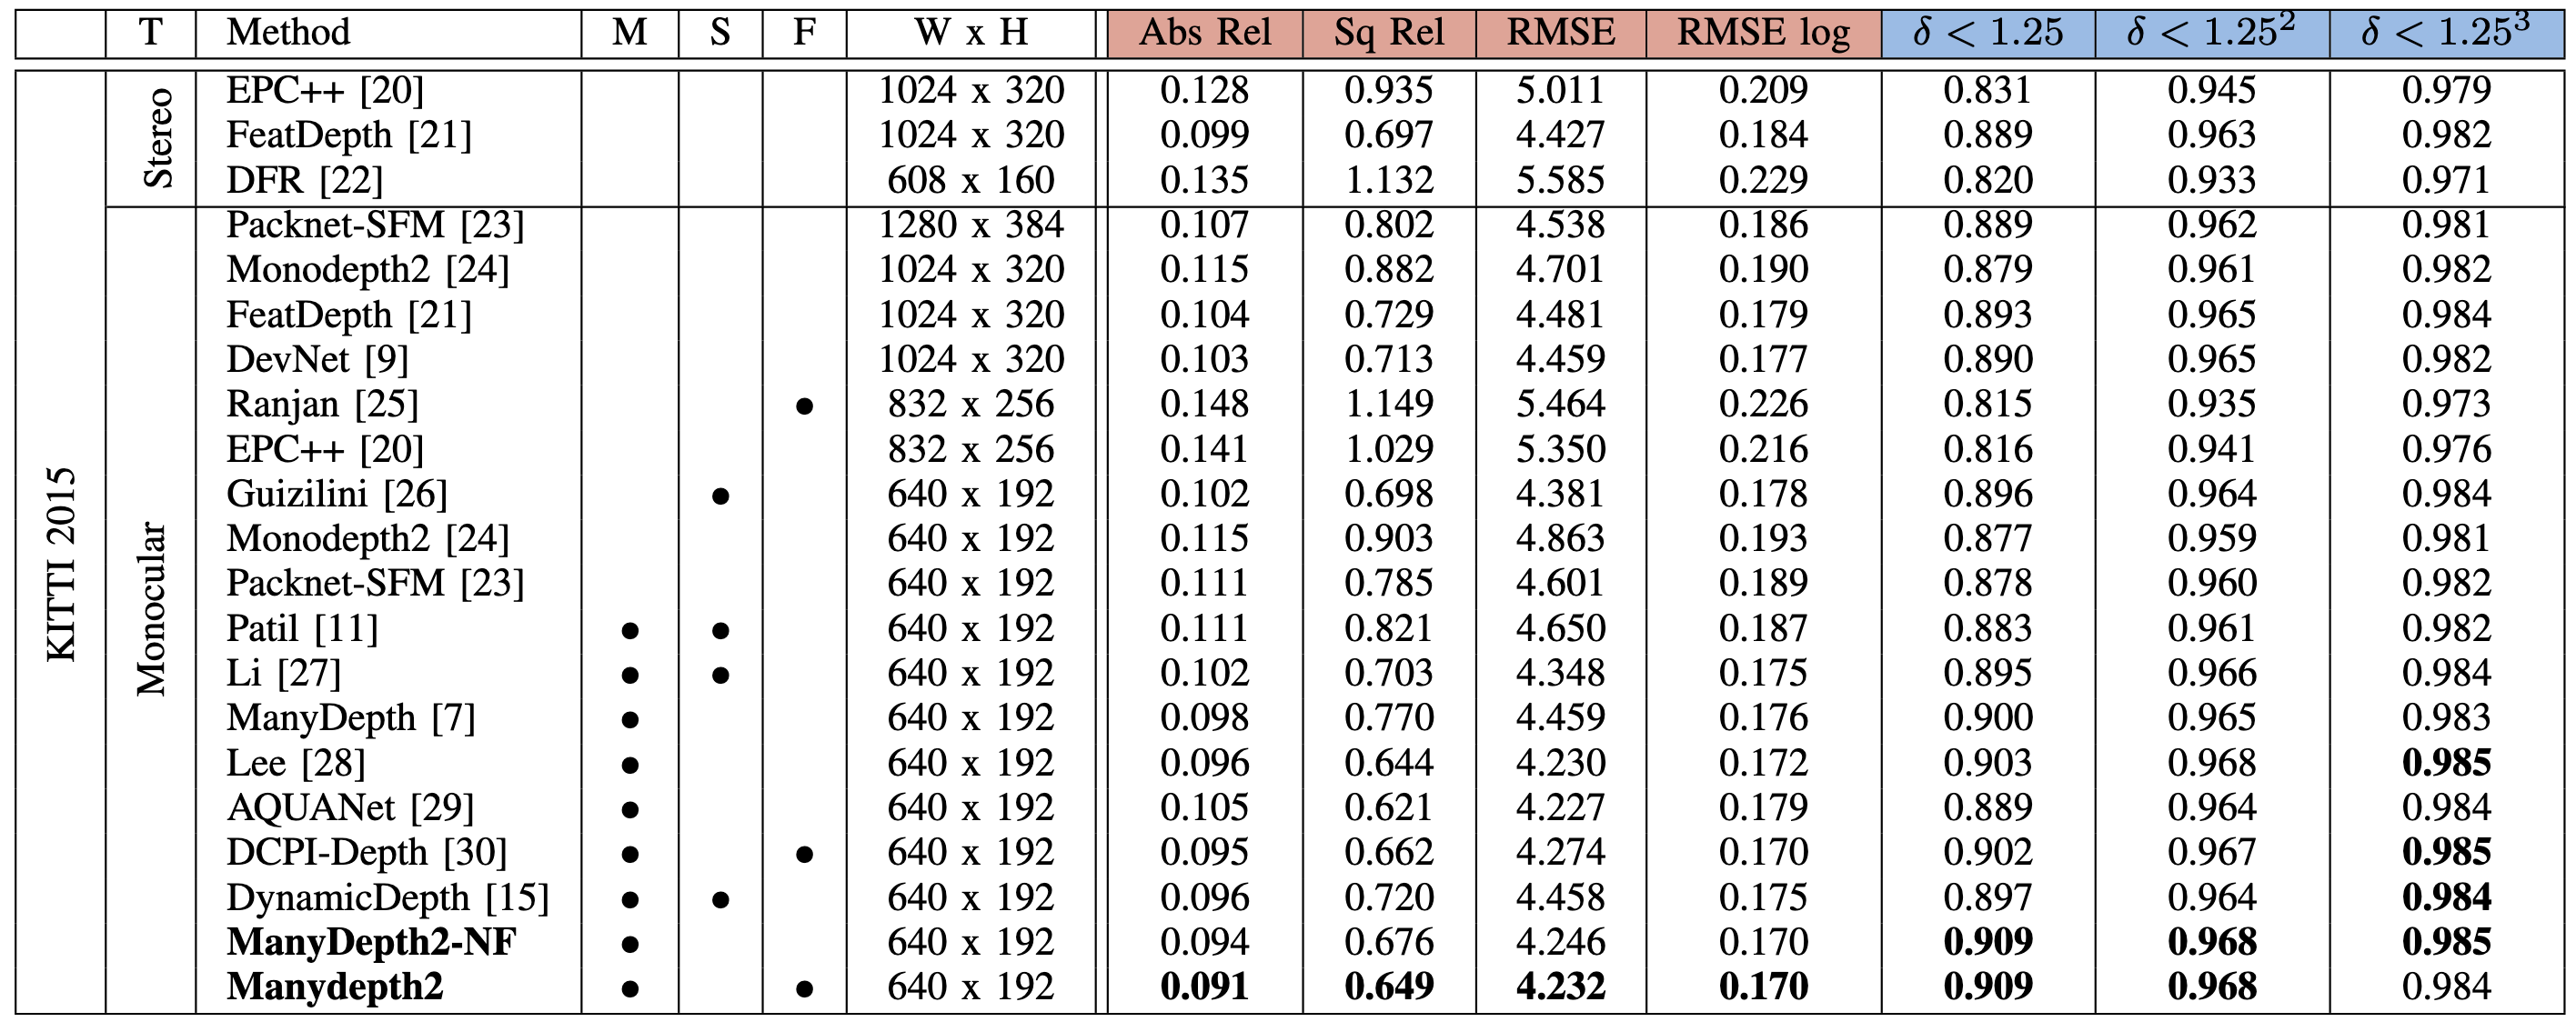 T Method M S F W x H Abs Rel Sq Rel RMSE RMSE log δ < 1.25 δ < 1.25² δ < 1.25³
KITTI 2015
Stereo
EPC++ [20] 1024 x 320 0.128 0.935 5.011 0.209 0.831 0.945 0.979
FeatDepth [21] 1024 x 320 0.099 0.697 4.427 0.184 0.889 0.963 0.982
DFR [22] 608 x 160 0.135 1.132 5.585 0.229 0.820 0.933 0.971
Monocular
Packnet-SFM [23] 1280 x 384 0.107 0.802 4.538 0.186 0.889 0.962 0.981
Monodepth2 [24] 1024 x 320 0.115 0.882 4.701 0.190 0.879 0.961 0.982
FeatDepth [21] 1024 x 320 0.104 0.729 4.481 0.179 0.893 0.965 0.984
DevNet [9] 1024 x 320 0.103 0.713 4.459 0.177 0.890 0.965 0.982
Ranjan [25] • 832 x 256 0.148 1.149 5.464 0.226 0.815 0.935 0.973
EPC++ [20] 832 x 256 0.141 1.029 5.350 0.216 0.816 0.941 0.976
Guizilini [26] • 640 x 192 0.102 0.698 4.381 0.178 0.896 0.964 0.984
Monodepth2 [24] 640 x 192 0.115 0.903 4.863 0.193 0.877 0.959 0.981
Packnet-SFM [23] 640 x 192 0.111 0.785 4.601 0.189 0.878 0.960 0.982
Patil [11] • • 640 x 192 0.111 0.821 4.650 0.187 0.883 0.961 0.982
Li [27] • • 640 x 192 0.102 0.703 4.348 0.175 0.895 0.966 0.984
ManyDepth [7] • 640 x 192 0.098 0.770 4.459 0.176 0.900 0.965 0.983
Lee [28] • 640 x 192 0.096 0.644 4.230 0.172 0.903 0.968 0.985
AQUANet [29] • 640 x 192 0.105 0.621 4.227 0.179 0.889 0.964 0.984
DCPI-Depth [30] • • 640 x 192 0.095 0.662 4.274 0.170 0.902 0.967 0.985
DynamicDepth [15] • • 640 x 192 0.096 0.720 4.458 0.175 0.897 0.964 0.984
ManyDepth2-NF • 640 x 192 0.094 0.676 4.246 0.170 0.909 0.968 0.985
Manydepth2 • • 640 x 192 0.091 0.649 4.232 0.170 0.909 0.968 0.984